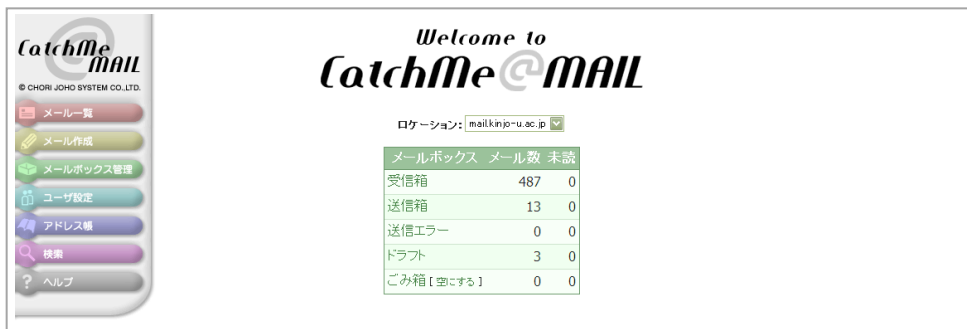 CatchMe@MAIL
© CHORI JOHO SYSTEM CO.,LTD.
メール一覧
メール作成
メールボックス管理
ユーザ設定
アドレス帳
検索
ヘルプ
Welcome to
CatchMe@MAIL
ロケーション: mail.kinjo-u.ac.jp
メールボックス メール数 未読
受信箱 487 0
送信箱 13 0
送信エラー 0 0
ドラフト 3 0
ごみ箱 [ 空にする ] 0 0